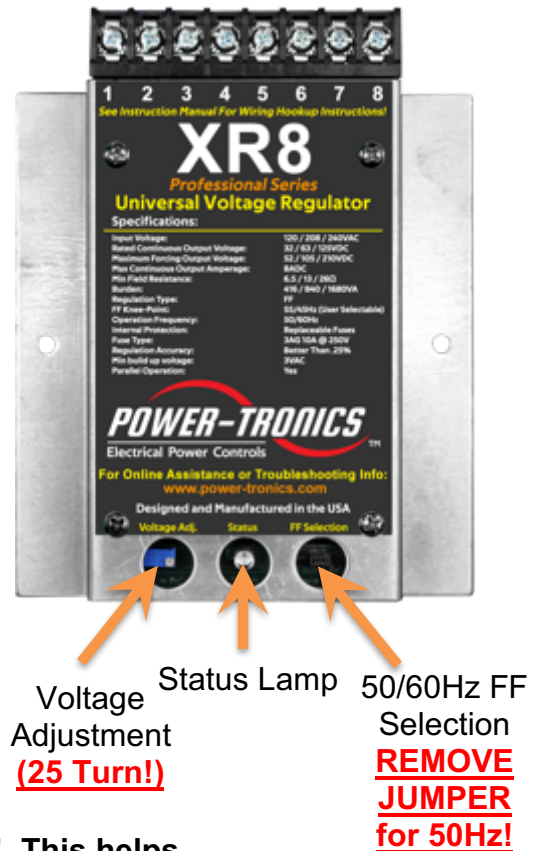 1 2 3 4 5 6 7 8
See Instruction Manual For Wiring Hookup Instructions!
XR8
Professional Series
Universal Voltage Regulator
Specifications:
Input Voltage: 120 / 208 / 240VAC
Rated Continuous Output Voltage: 32 / 63 / 125VDC
Maximum Forcing Output Voltage: 52 / 105 / 210VDC
Max Continuous Output Amperage: 8ADC
Min Field Resistance: 6.5 / 13 / 26Ω
Burden: 416 / 840 / 1680VA
Regulation Type: FF
FF Knee-Point: 55/45Hz (User Selectable)
Operation Frequency: 50/60Hz
Internal Protection: Replaceable Fuses
Fuse Type: 3AG 10A @ 250V
Regulation Accuracy: Better Than .25%
Min build up voltage: 3VAC
Parallel Operation: Yes
POWER-TRONICS
TM
Electrical Power Controls
For Online Assistance or Troubleshooting Info:
www.power-tronics.com
Designed and Manufactured in the USA
Voltage Adj. Status FF Selection
Voltage
Adjustment
(25 Turn!)
Status Lamp
50/60Hz FF
Selection
REMOVE
JUMPER
for 50Hz!
This helps